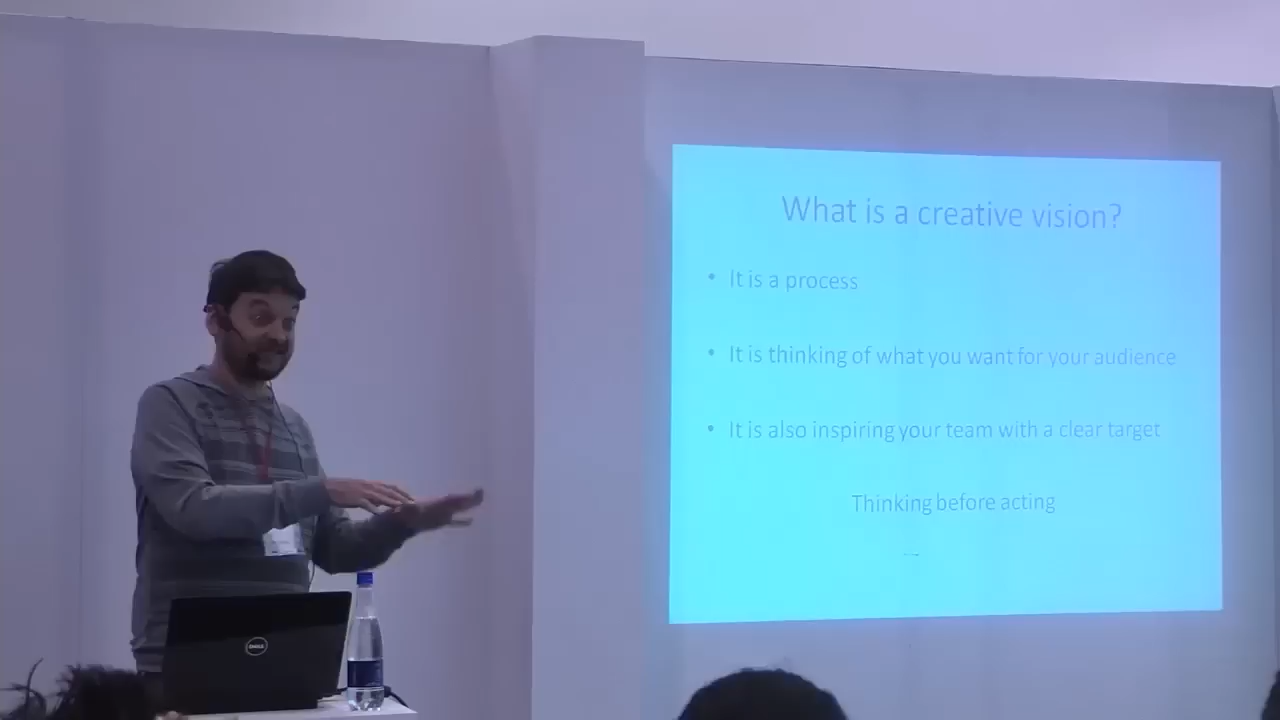 What is a creative vision?
• It is a process
• It is thinking of what you want for your audience
• It is also inspiring your team with a clear target
Thinking before acting
DELL